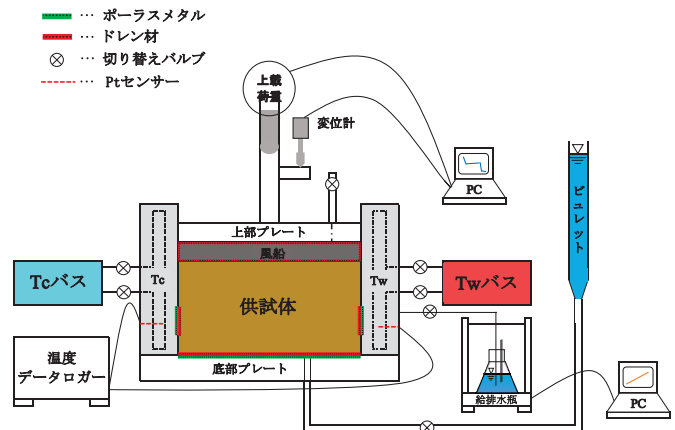 … ポーラスメタル
… ドレン材
… 切り替えバルブ
… Ptセンサー
上載
荷重
変位計
PC
ビュレット
上部プレート
風船
Tc
Tw
Tcバス
Twバス
供試体
温度
データロガー
底部プレート
給排水瓶
PC